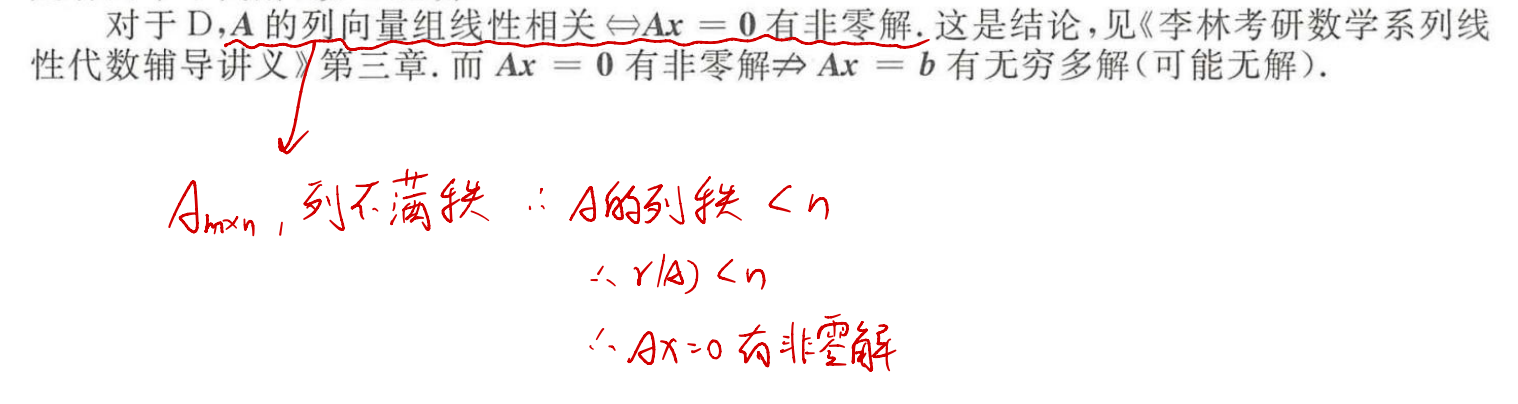 对于 D,A 的列向量组线性相关⇔Ax = 0 有非零解. 这是结论,见《李林考研数学系列线
性代数辅导讲义》第三章. 而 Ax = 0 有非零解⇏ Ax = b 有无穷多解(可能无解).
Am×n, 列不满秩 ∴ A的列秩 < n
∴ r(A) < n
∴ Ax=0 有非零解